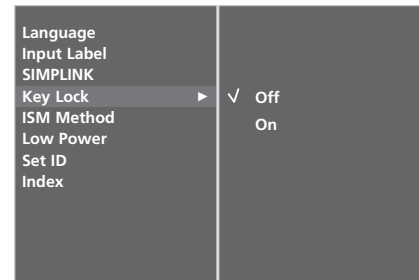 Language
Input Label
SIMPLINK
Key Lock
ISM Method
Low Power
Set ID
Index
Off
On